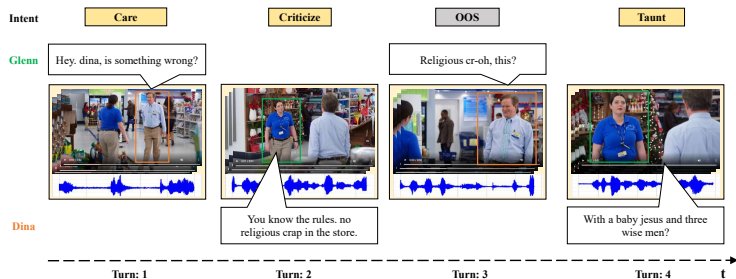 Intent
Care
Criticize
OOS
Taunt
Glenn
Hey. dina, is something wrong?
Religious cr-oh, this?
You know the rules. no
religious crap in the store.
With a baby jesus and three
wise men?
Dina
Turn: 1
Turn: 2
Turn: 3
Turn: 4
t